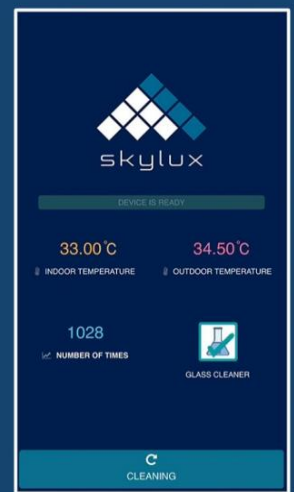 skylux
DEVICE IS READY
33.00°C
INDOOR TEMPERATURE
34.50°C
OUTDOOR TEMPERATURE
1028
NUMBER OF TIMES
GLASS CLEANER
CLEANING